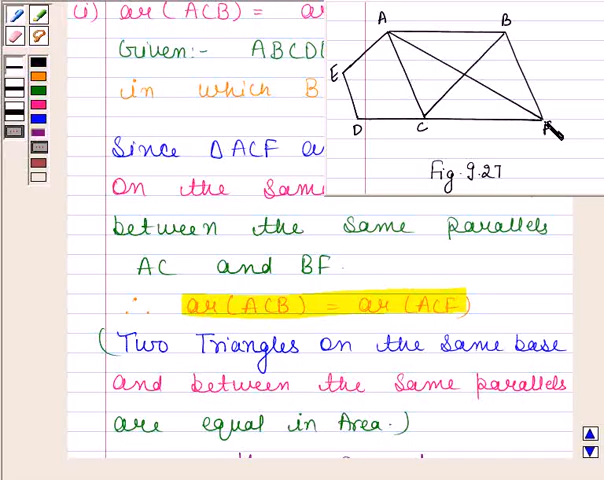 (i) ar (ACB) = ar
Given:- ABCD
in which B
Since Δ ACF a
On the Same
between the same parallels
AC and BF.
∴ ar (ACB) = ar (ACF)
(Two Triangles on the same base
and between the same parallels
are equal in Area.)
A B
E
D C F
Fig. 9.27